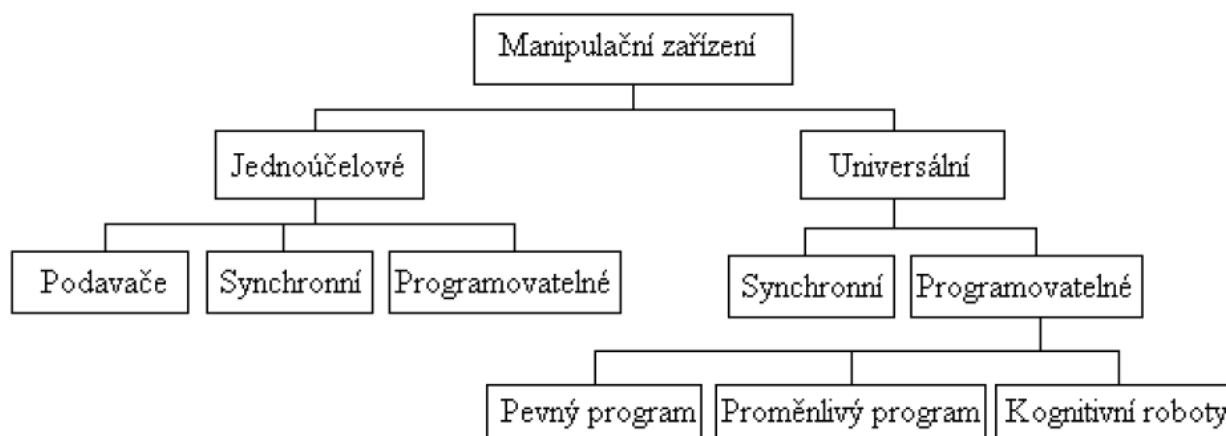 Manipulační zařízení
Jednoúčelové
Universální
Podavače
Synchronní
Programovatelné
Synchronní
Programovatelné
Pevný program
Proměnlivý program
Kognitivní roboty